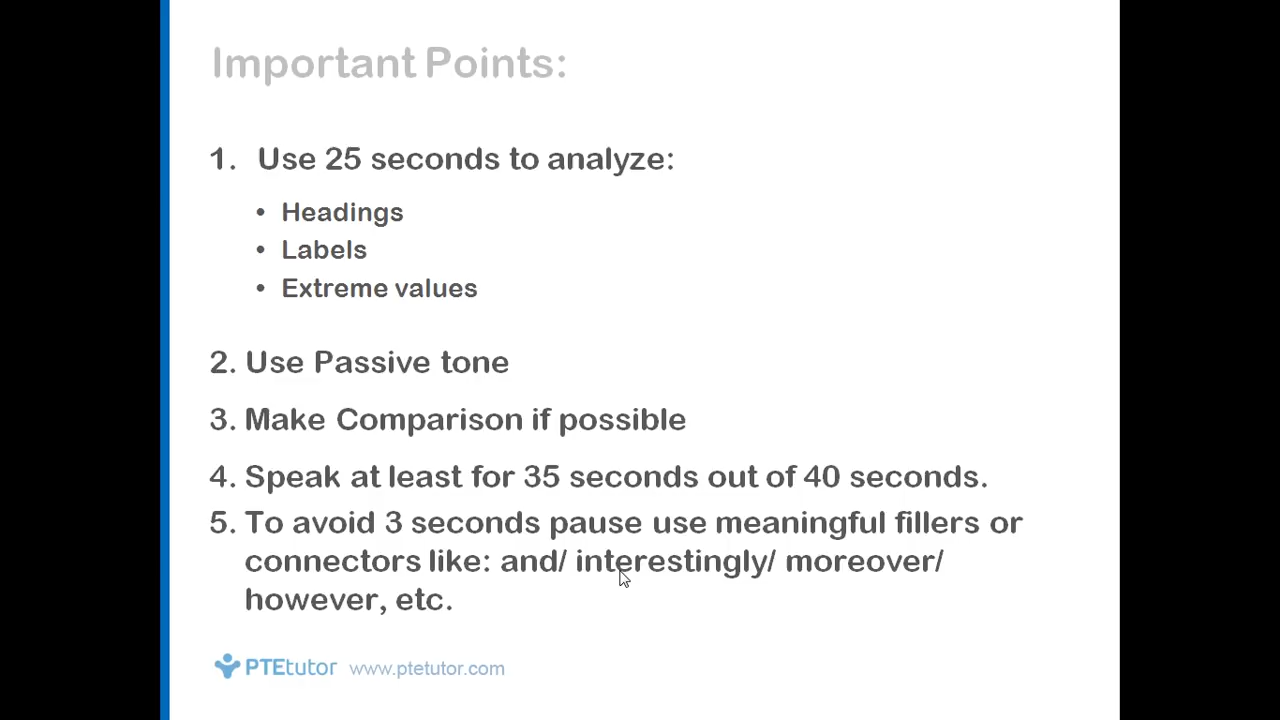 Important Points:
1. Use 25 seconds to analyze:
• Headings
• Labels
• Extreme values
2. Use Passive tone
3. Make Comparison if possible
4. Speak at least for 35 seconds out of 40 seconds.
5. To avoid 3 seconds pause use meaningful fillers or
connectors like: and/ interestingly/ moreover/
however, etc.
PTEtutor www.ptetutor.com